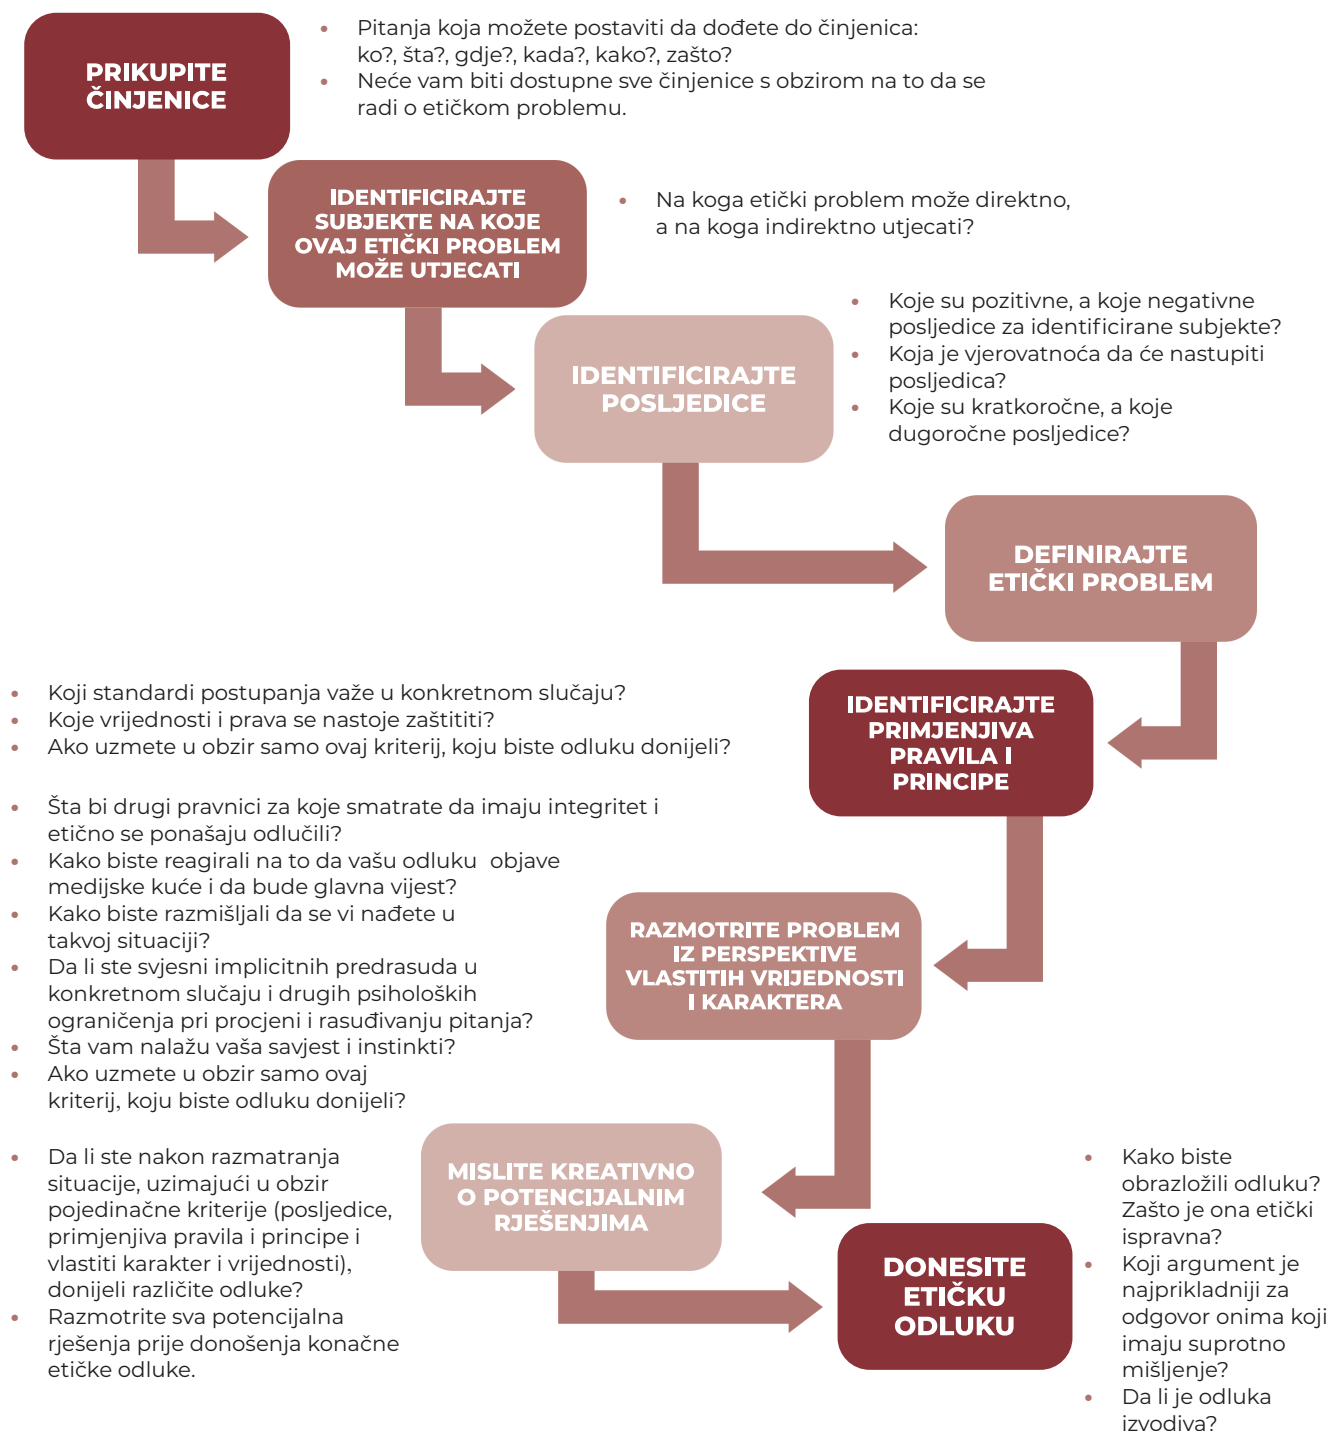 PRIKUPITE
ČINJENICE
• Pitanja koja možete postaviti da dođete do činjenica:
ko?, šta?, gdje?, kada?, kako?, zašto?
• Neće vam biti dostupne sve činjenice s obzirom na to da se
radi o etičkom problemu.
IDENTIFICIRAJTE
SUBJEKTE NA KOJE
OVAJ ETIČKI PROBLEM
MOŽE UTJECATI
• Na koga etički problem može direktno,
a na koga indirektno utjecati?
IDENTIFICIRAJTE
POSLJEDICE
• Koje su pozitivne, a koje negativne
posljedice za identificirane subjekte?
• Koja je vjerovatnoća da će nastupiti
posljedica?
• Koje su kratkoročne, a koje
dugoročne posljedice?
DEFINIRAJTE
ETIČKI PROBLEM
IDENTIFICIRAJTE
PRIMJENJIVA
PRAVILA I
PRINCIPE
• Koji standardi postupanja važe u konkretnom slučaju?
• Koje vrijednosti i prava se nastoje zaštititi?
• Ako uzmete u obzir samo ovaj kriterij, koju biste odluku donijeli?
RAZMOTRITE PROBLEM
IZ PERSPEKTIVE
VLASTITIH VRIJEDNOSTI
I KARAKTERA
• Šta bi drugi pravnici za koje smatrate da imaju integritet i
etično se ponašaju odlučili?
• Kako biste reagirali na to da vašu odluku objave
medijske kuće i da bude glavna vijest?
• Kako biste razmišljali da se vi nađete u
takvoj situaciji?
• Da li ste svjesni implicitnih predrasuda u
konkretnom slučaju i drugih psiholoških
ograničenja pri procjeni i rasuđivanju pitanja?
• Šta vam nalažu vaša savjest i instinkti?
• Ako uzmete u obzir samo ovaj
kriterij, koju biste odluku donijeli?
MISLITE KREATIVNO
O POTENCIJALNIM
RJEŠENJIMA
• Da li ste nakon razmatranja
situacije, uzimajući u obzir
pojedinačne kriterije (posljedice,
primjenjiva pravila i principe i
vlastiti karakter i vrijednosti),
donijeli različite odluke?
• Razmotrite sva potencijalna
rješenja prije donošenja konačne
etičke odluke.
DONESITE
ETIČKU
ODLUKU
• Kako biste
obrazložili odluku?
Zašto je ona etički
ispravna?
• Koji argument je
najprikladniji za
odgovor onima koji
imaju suprotno
mišljenje?
• Da li je odluka
izvodiva?